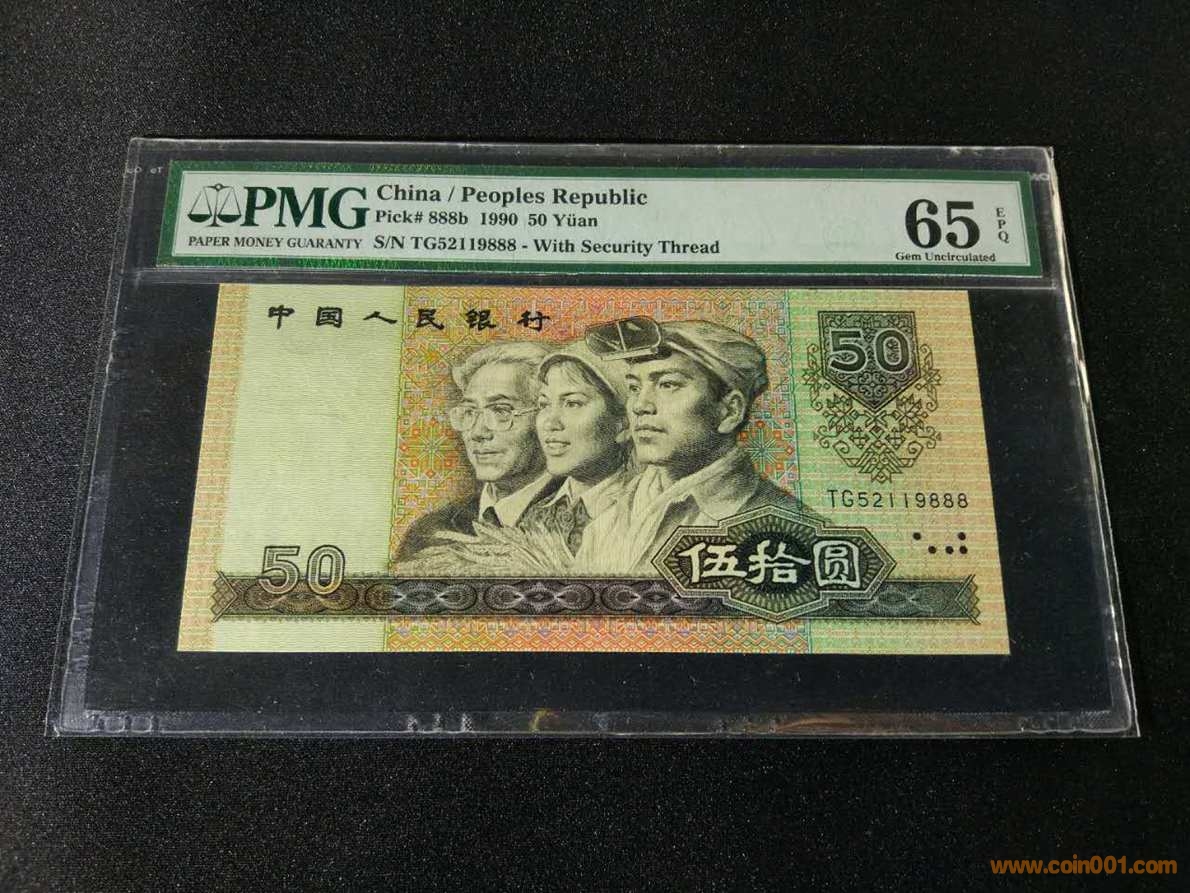 PMG
PAPER MONEY GUARANTY
China / Peoples Republic
Pick# 888b 1990 50 Yüan
S/N TG52119888 - With Security Thread
65 EPQ
Gem Uncirculated
中国人民银行
50
TG52119888
50
伍拾圆
www.coin001.com